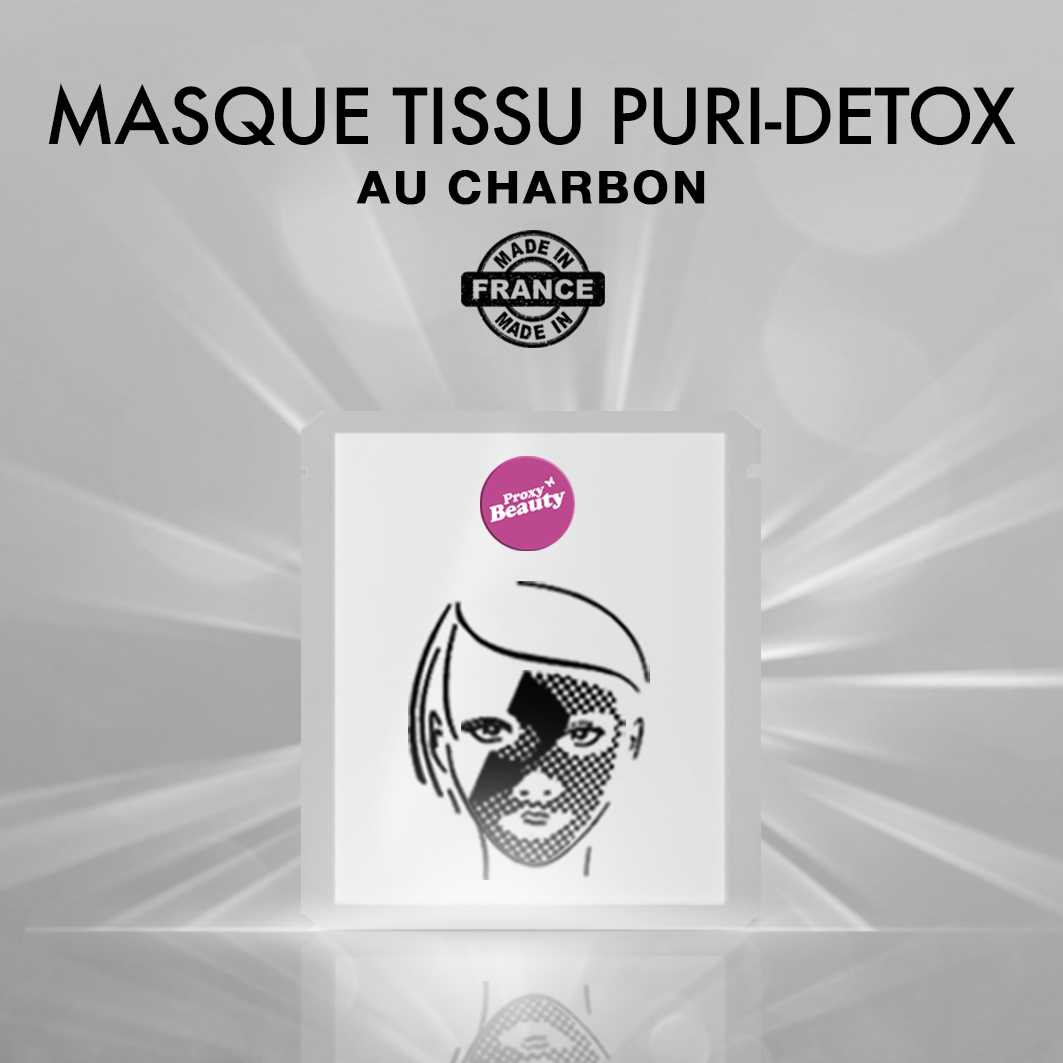 MASQUE TISSU PURI-DETOX
AU CHARBON
MADE IN
FRANCE
MADE IN
Proxy
Beauty